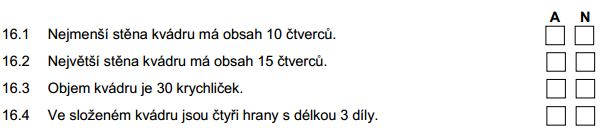 A N
16.1 Nejmenší stěna kvádru má obsah 10 čtverců.
16.2 Největší stěna kvádru má obsah 15 čtverců.
16.3 Objem kvádru je 30 krychliček.
16.4 Ve složeném kvádru jsou čtyři hrany s délkou 3 díly.